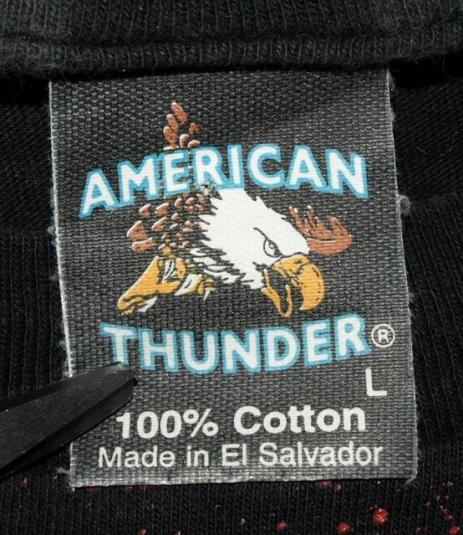 AMERICAN
THUNDER®
L
100% Cotton
Made in El Salvador